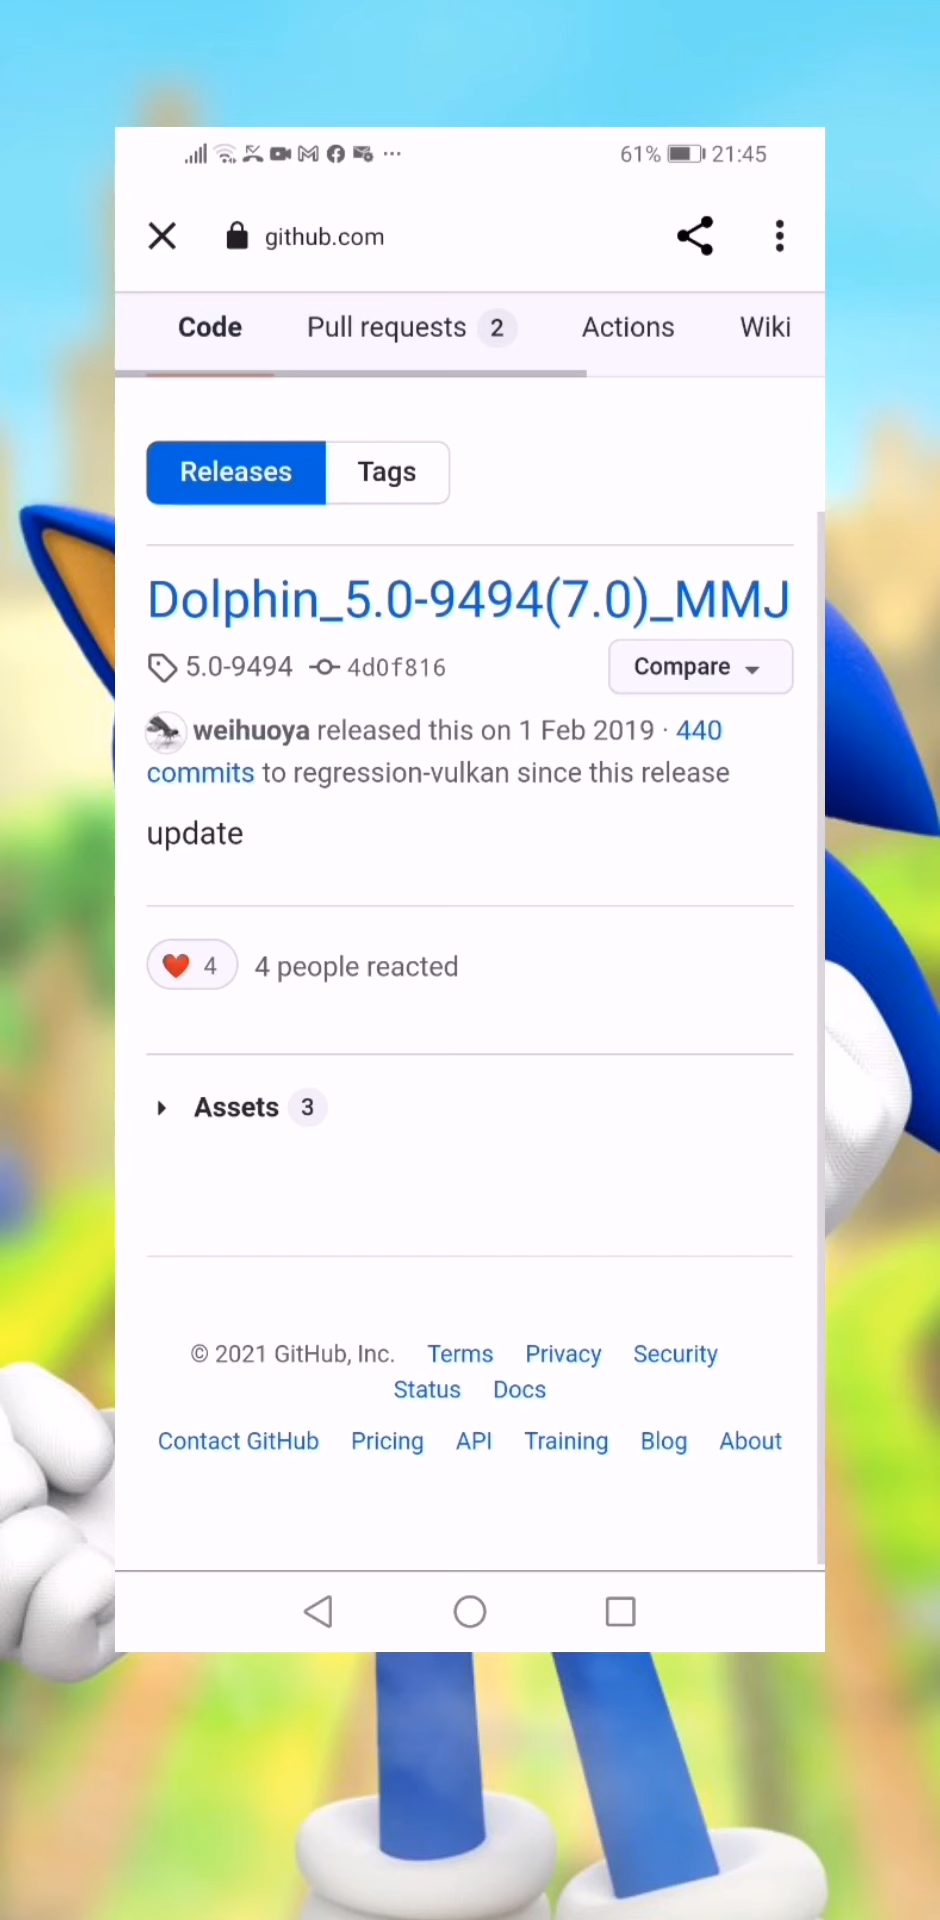 61% 21:45
github.com
Code Pull requests 2 Actions Wiki
Releases Tags
Dolphin_5.0-9494(7.0)_MMJ
5.0-9494 4d0f816 Compare
weihuoya released this on 1 Feb 2019 · 440
commits to regression-vulkan since this release
update
4 4 people reacted
Assets 3
© 2021 GitHub, Inc. Terms Privacy Security
Status Docs
Contact GitHub Pricing API Training Blog About